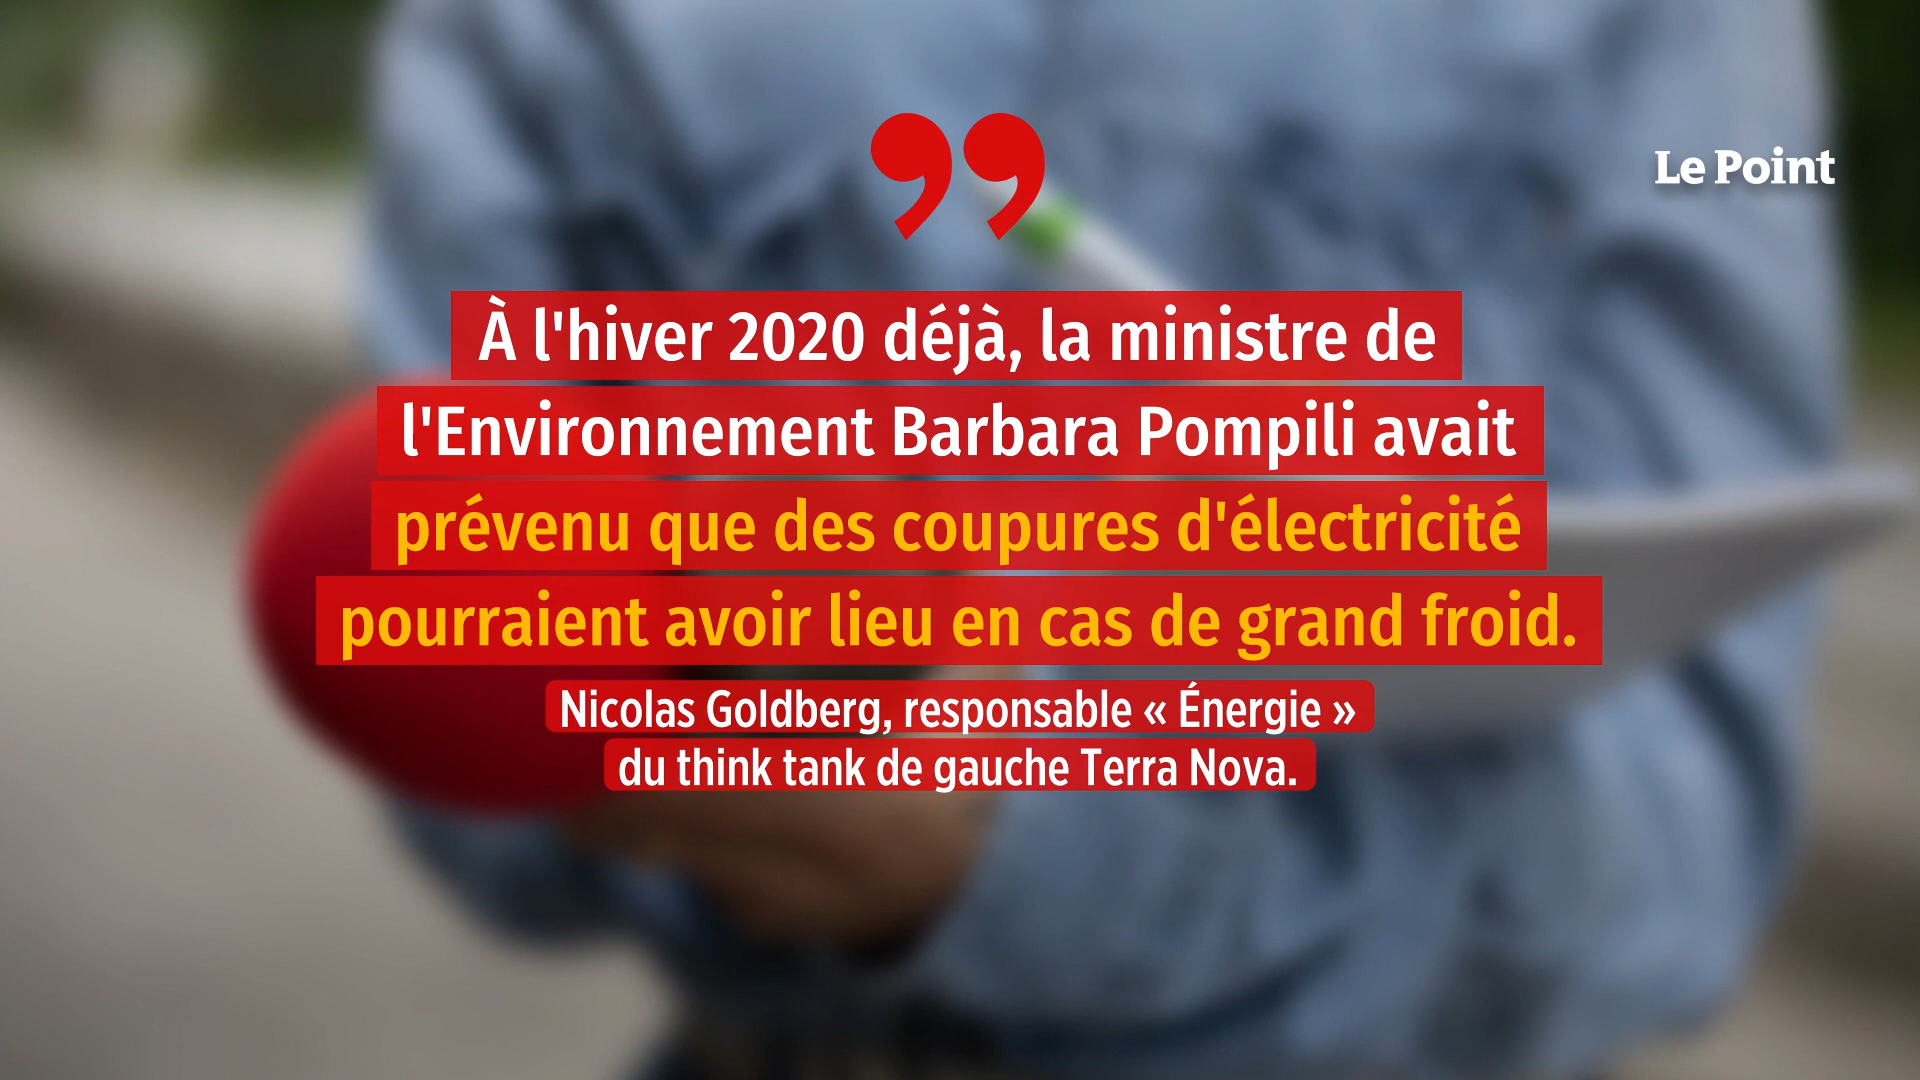 Le Point
À l'hiver 2020 déjà, la ministre de
l'Environnement Barbara Pompili avait
prévenu que des coupures d'électricité
pourraient avoir lieu en cas de grand froid.
Nicolas Goldberg, responsable « Énergie »
du think tank de gauche Terra Nova.